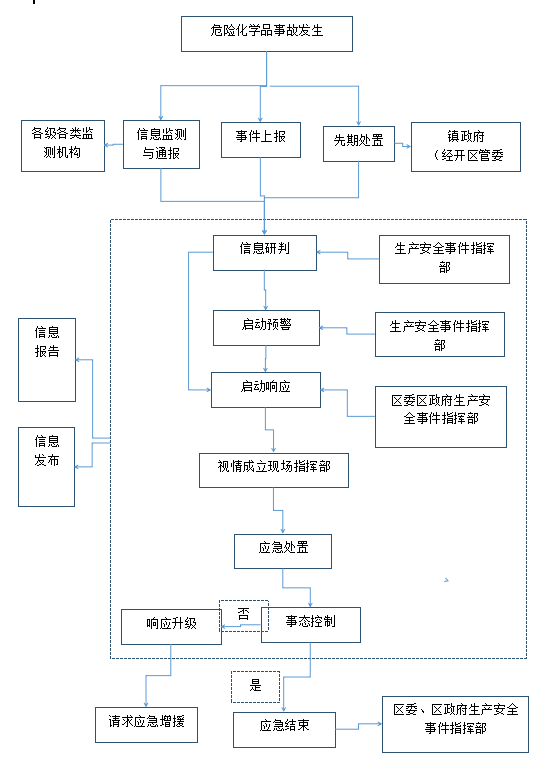 危险化学品事故发生
各级各类监
测机构
信息监测
与通报
事件上报
先期处置
镇政府
（经开区管委
信息研判
生产安全事件指挥
部
启动预警
生产安全事件指挥
部
信息
报告
启动响应
区委区政府生产安
全事件指挥部
信息
发布
视情成立现场指挥部
应急处置
响应升级
否
事态控制
是
请求应急增援
应急结束
区委、区政府生产安全
事件指挥部